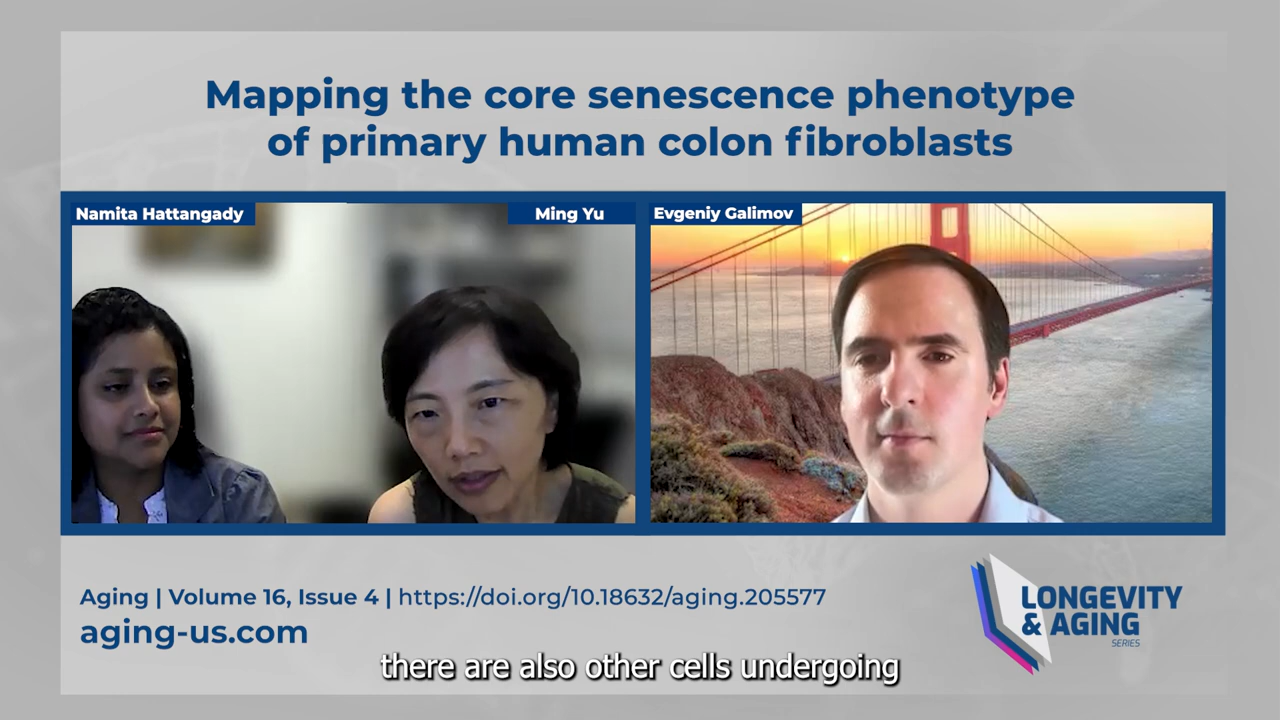 Mapping the core senescence phenotype
of primary human colon fibroblasts
Namita Hattangady
Ming Yu
Evgeniy Galimov
Aging | Volume 16, Issue 4 | https://doi.org/10.18632/aging.205577
aging-us.com
LONGEVITY
& AGING
SERIES
there are also other cells undergoing